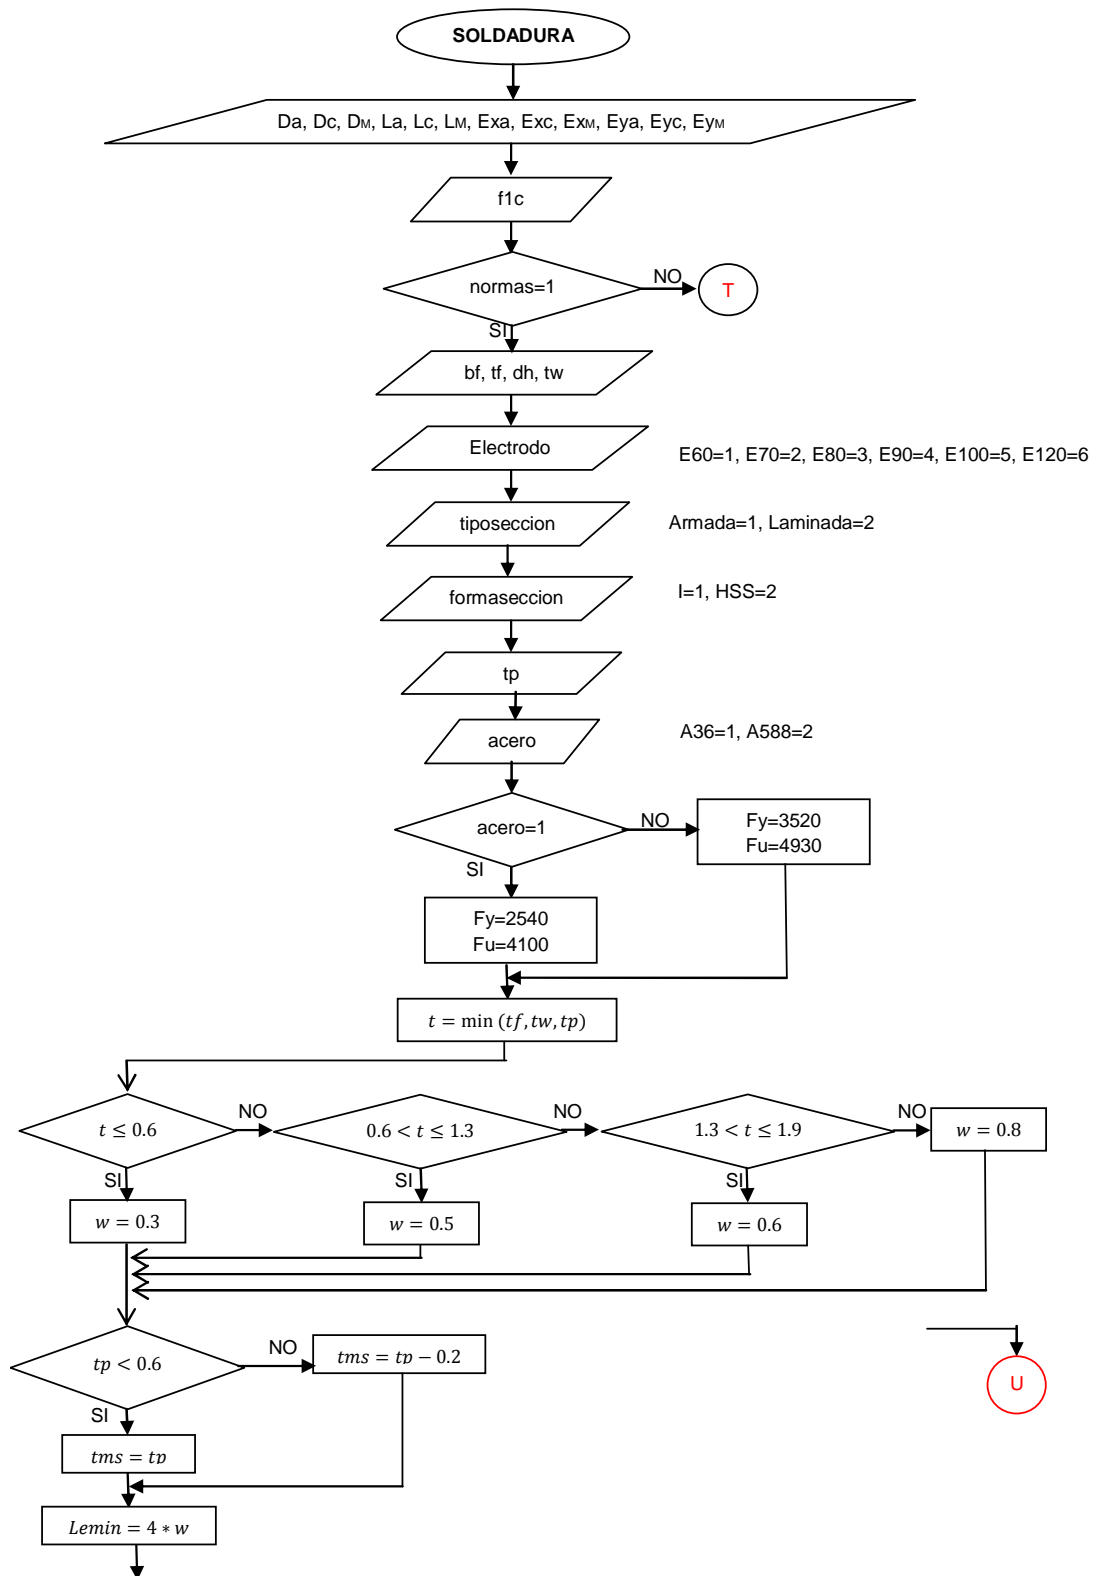 SOLDADURA
Da, Dc, DM, La, Lc, LM, Exa, Exc, ExM, Eya, Eyc, EyM
f1c
normas=1
NO
T
SI
bf, tf, dh, tw
Electrodo
E60=1, E70=2, E80=3, E90=4, E100=5, E120=6
tiposeccion
Armada=1, Laminada=2
formaseccion
I=1, HSS=2
tp
acero
A36=1, A588=2
acero=1
NO
Fy=3520
Fu=4930
SI
Fy=2540
Fu=4100
t = min (tf, tw, tp)
t ≤ 0.6
NO
0.6 < t ≤ 1.3
NO
1.3 < t ≤ 1.9
NO
w = 0.8
SI
SI
SI
w = 0.3
w = 0.5
w = 0.6
tp < 0.6
NO
tms = tp − 0.2
U
SI
tms = tp
Lemin = 4 ∗ w